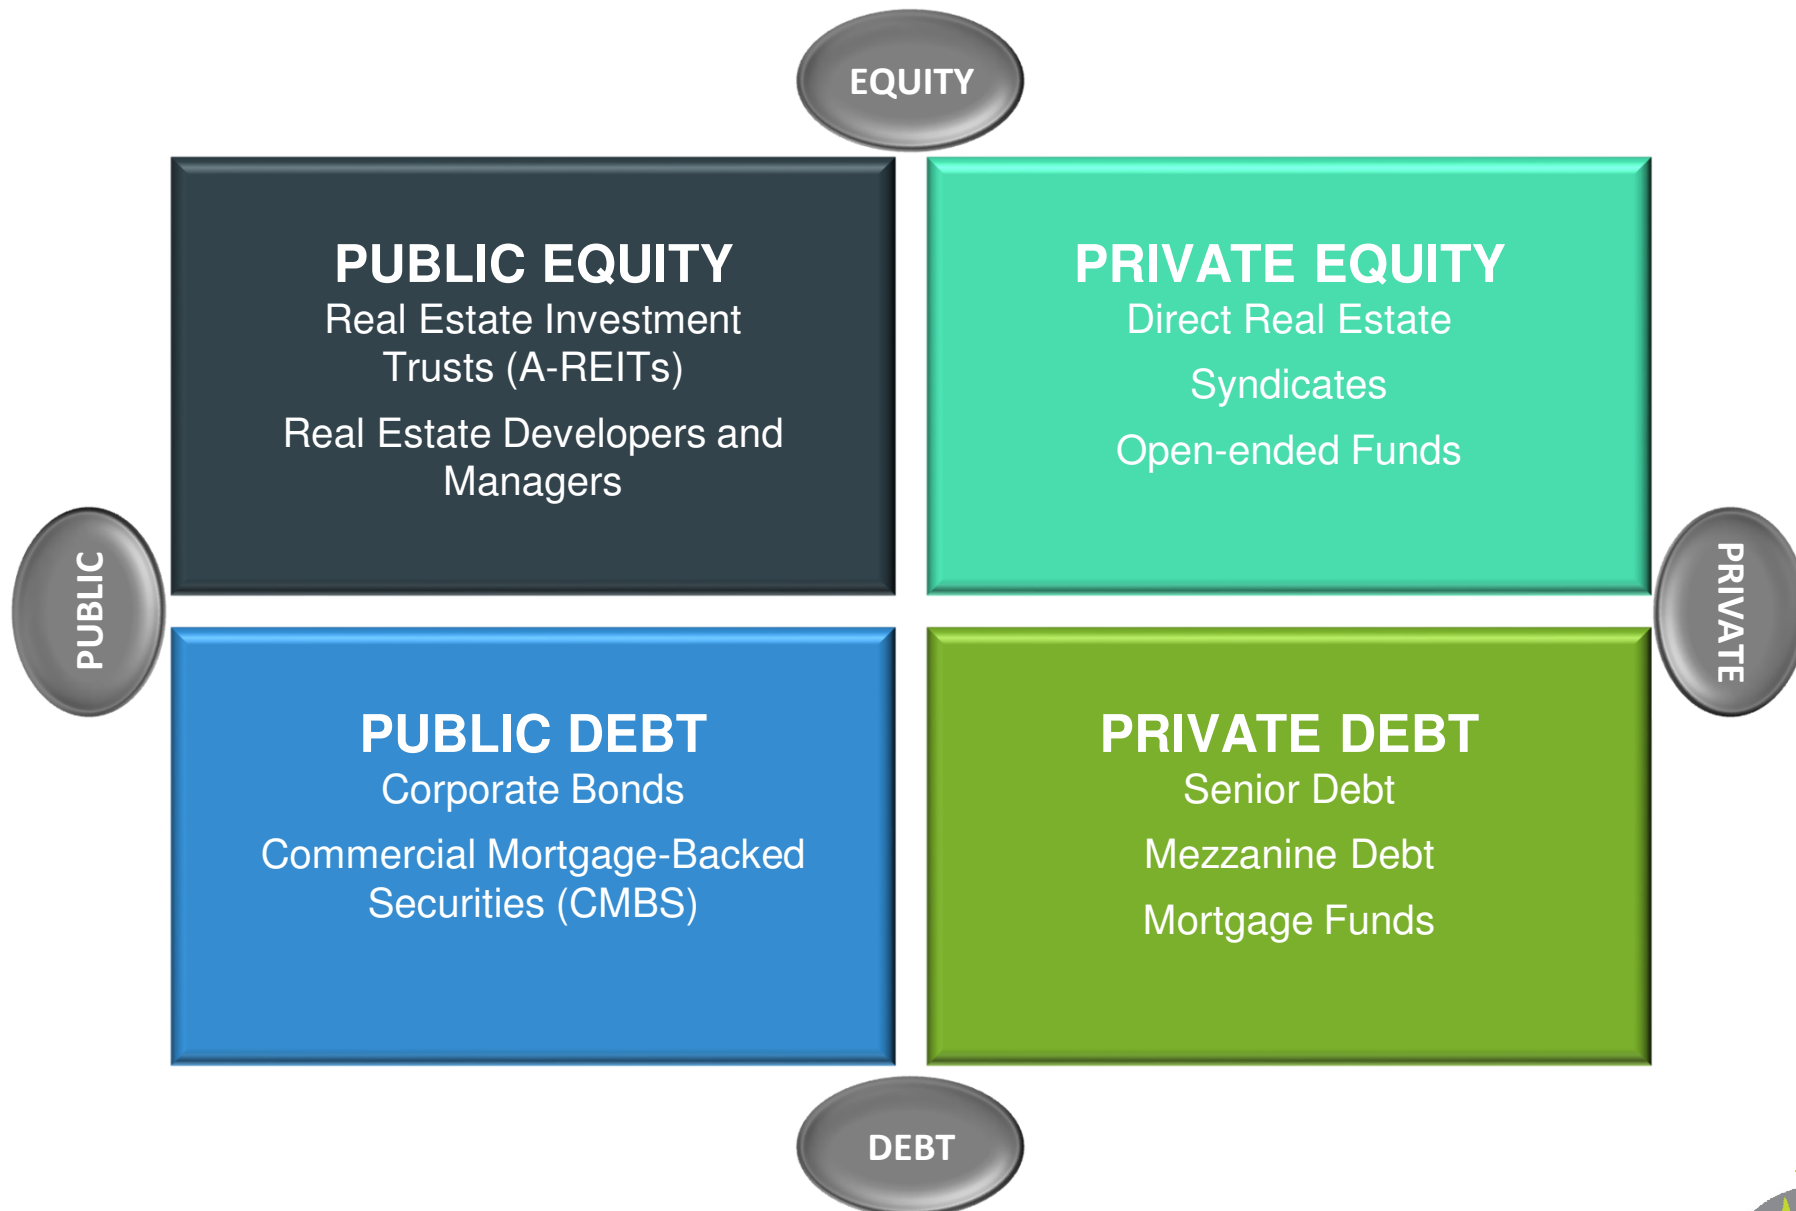 EQUITY
PUBLIC EQUITY
Real Estate Investment
Trusts (A-REITs)
Real Estate Developers and
Managers
PRIVATE EQUITY
Direct Real Estate
Syndicates
Open-ended Funds
PUBLIC
PRIVATE
PUBLIC DEBT
Corporate Bonds
Commercial Mortgage-Backed
Securities (CMBS)
PRIVATE DEBT
Senior Debt
Mezzanine Debt
Mortgage Funds
DEBT